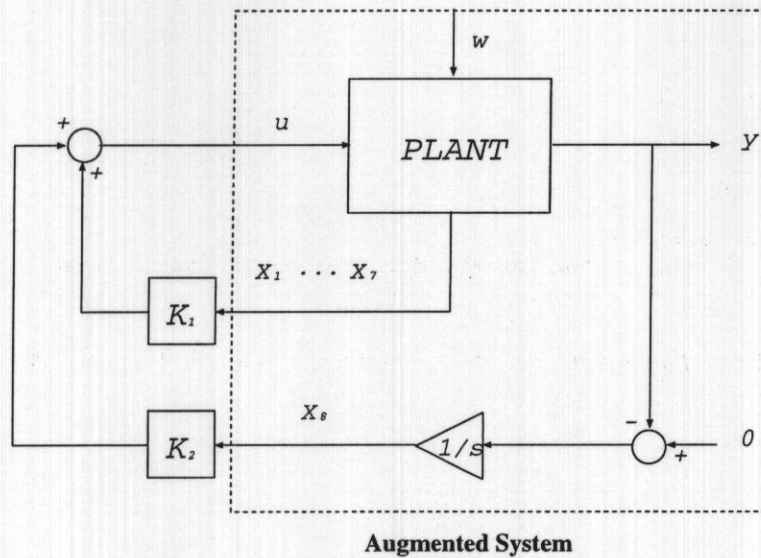 w
+
u
PLANT
y
+
X₁ ... X₇
K₁
X₈
-
K₂
1/s
0
+
Augmented System